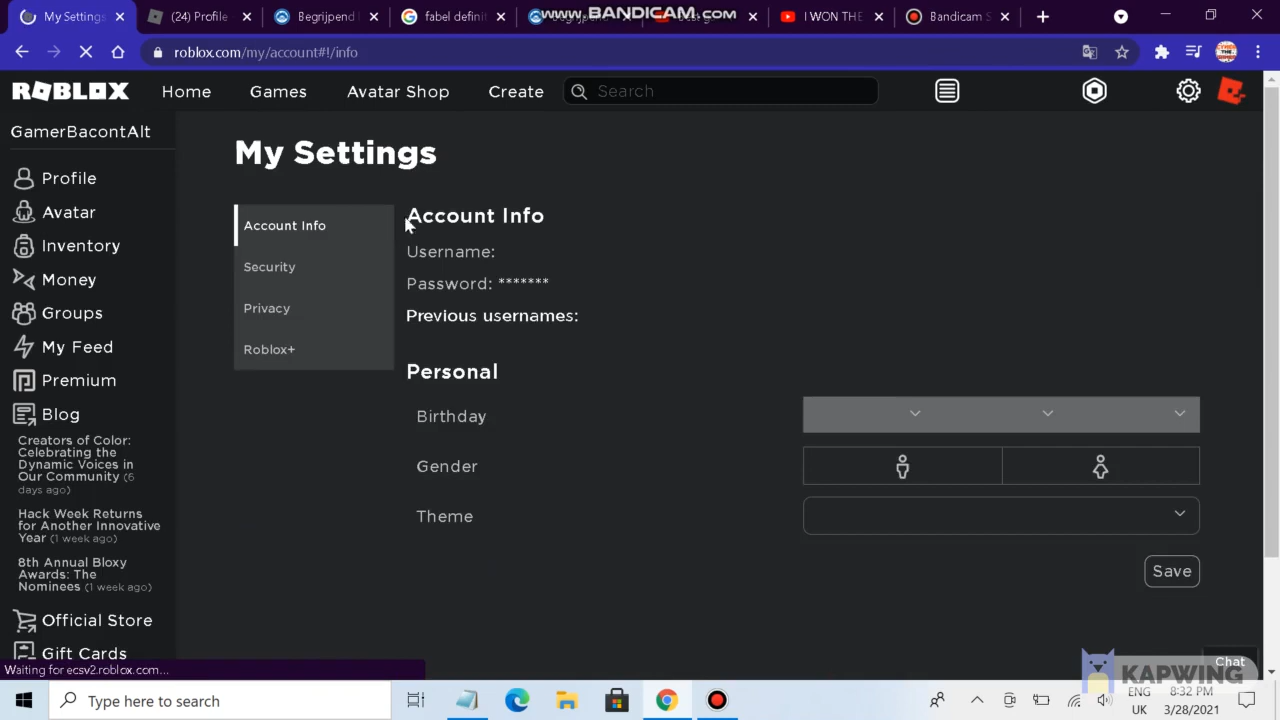 My Settings
(24) Profile
Begrijpend l
fabel definit
www.BANDICAM.com
I WON THE
Bandicam S
roblox.com/my/account#!/info
ROBLOX
Home
Games
Avatar Shop
Create
Search
GamerBacontAlt
Profile
Avatar
Inventory
Money
Groups
My Feed
Premium
Blog
Creators of Color:
Celebrating the
Dynamic Voices in
Our Community (6
days ago)
Hack Week Returns
for Another Innovative
Year (1 week ago)
8th Annual Bloxy
Awards: The
Nominees (1 week ago)
Official Store
Gift Cards
My Settings
Account Info
Security
Privacy
Roblox+
Account Info
Username:
Password: *******
Previous usernames:
Personal
Birthday
Gender
Theme
Save
Chat
KAPWING
Waiting for ecsv2.roblox.com...
Type here to search
ENG
UK
8:32 PM
3/28/2021